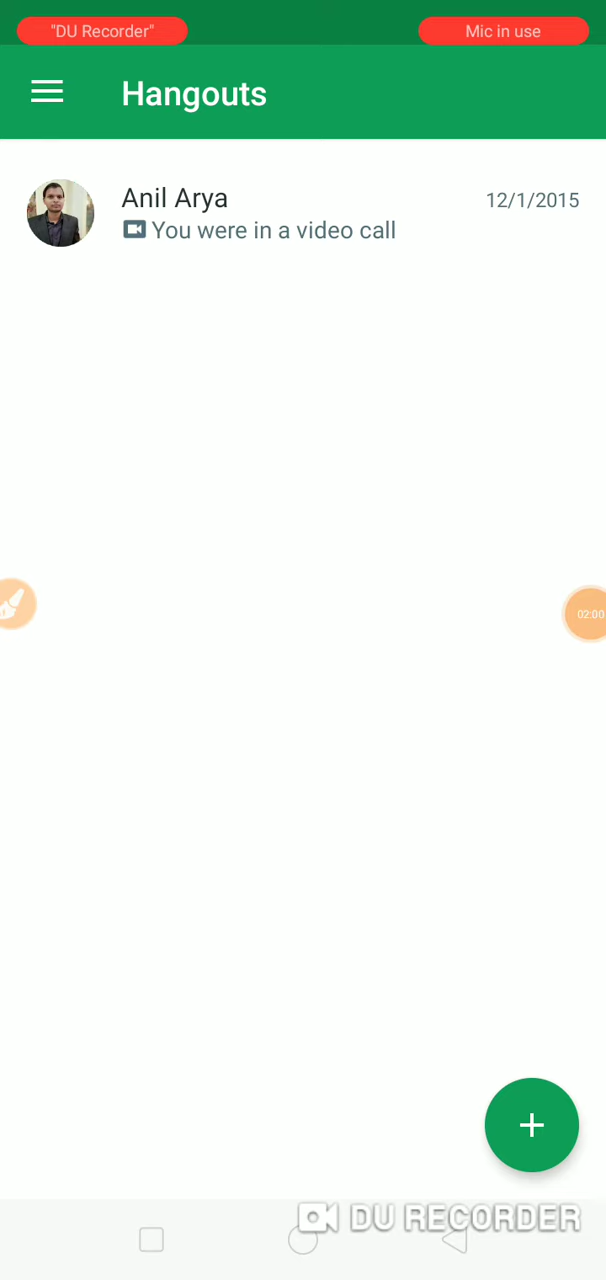 "DU Recorder"
Mic in use
Hangouts
Anil Arya
12/1/2015
You were in a video call
02:00
DU RECORDER